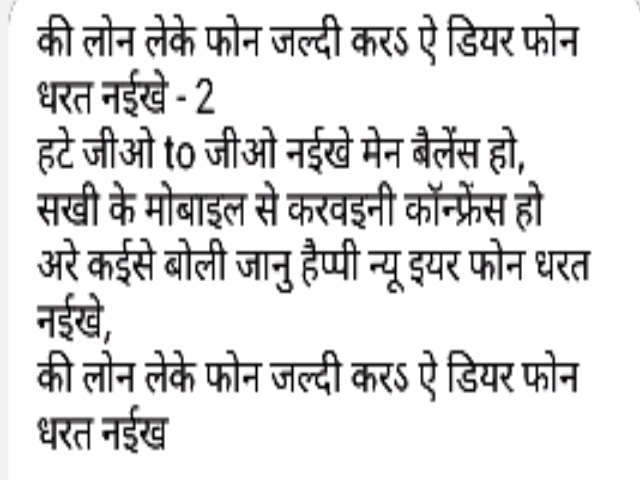 की लोन लेके फोन जल्दी करऽ ऐ डियर फोन
धरत नईखे - 2
हटे जीओ to जीओ नईखे मेन बैलेंस हो,
सखी के मोबाइल से करवइनी कॉन्फ्रेंस हो
अरे कईसे बोली जानु हैप्पी न्यू इयर फोन धरत
नईखे,
की लोन लेके फोन जल्दी करऽ ऐ डियर फोन
धरत नईख